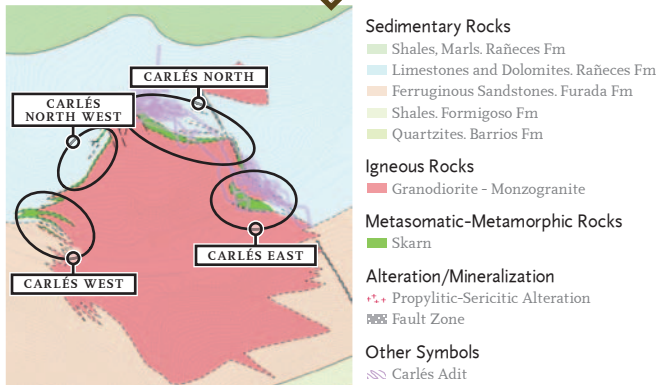 CARLÉS NORTH
CARLÉS
NORTH WEST
CARLÉS EAST
CARLÉS WEST
Sedimentary Rocks
Shales, Marls. Rañeces Fm
Limestones and Dolomites. Rañeces Fm
Ferruginous Sandstones. Furada Fm
Shales. Formigoso Fm
Quartzites. Barrios Fm
Igneous Rocks
Granodiorite - Monzogranite
Metasomatic-Metamorphic Rocks
Skarn
Alteration/Mineralization
Propylitic-Sericitic Alteration
Fault Zone
Other Symbols
Carlés Adit